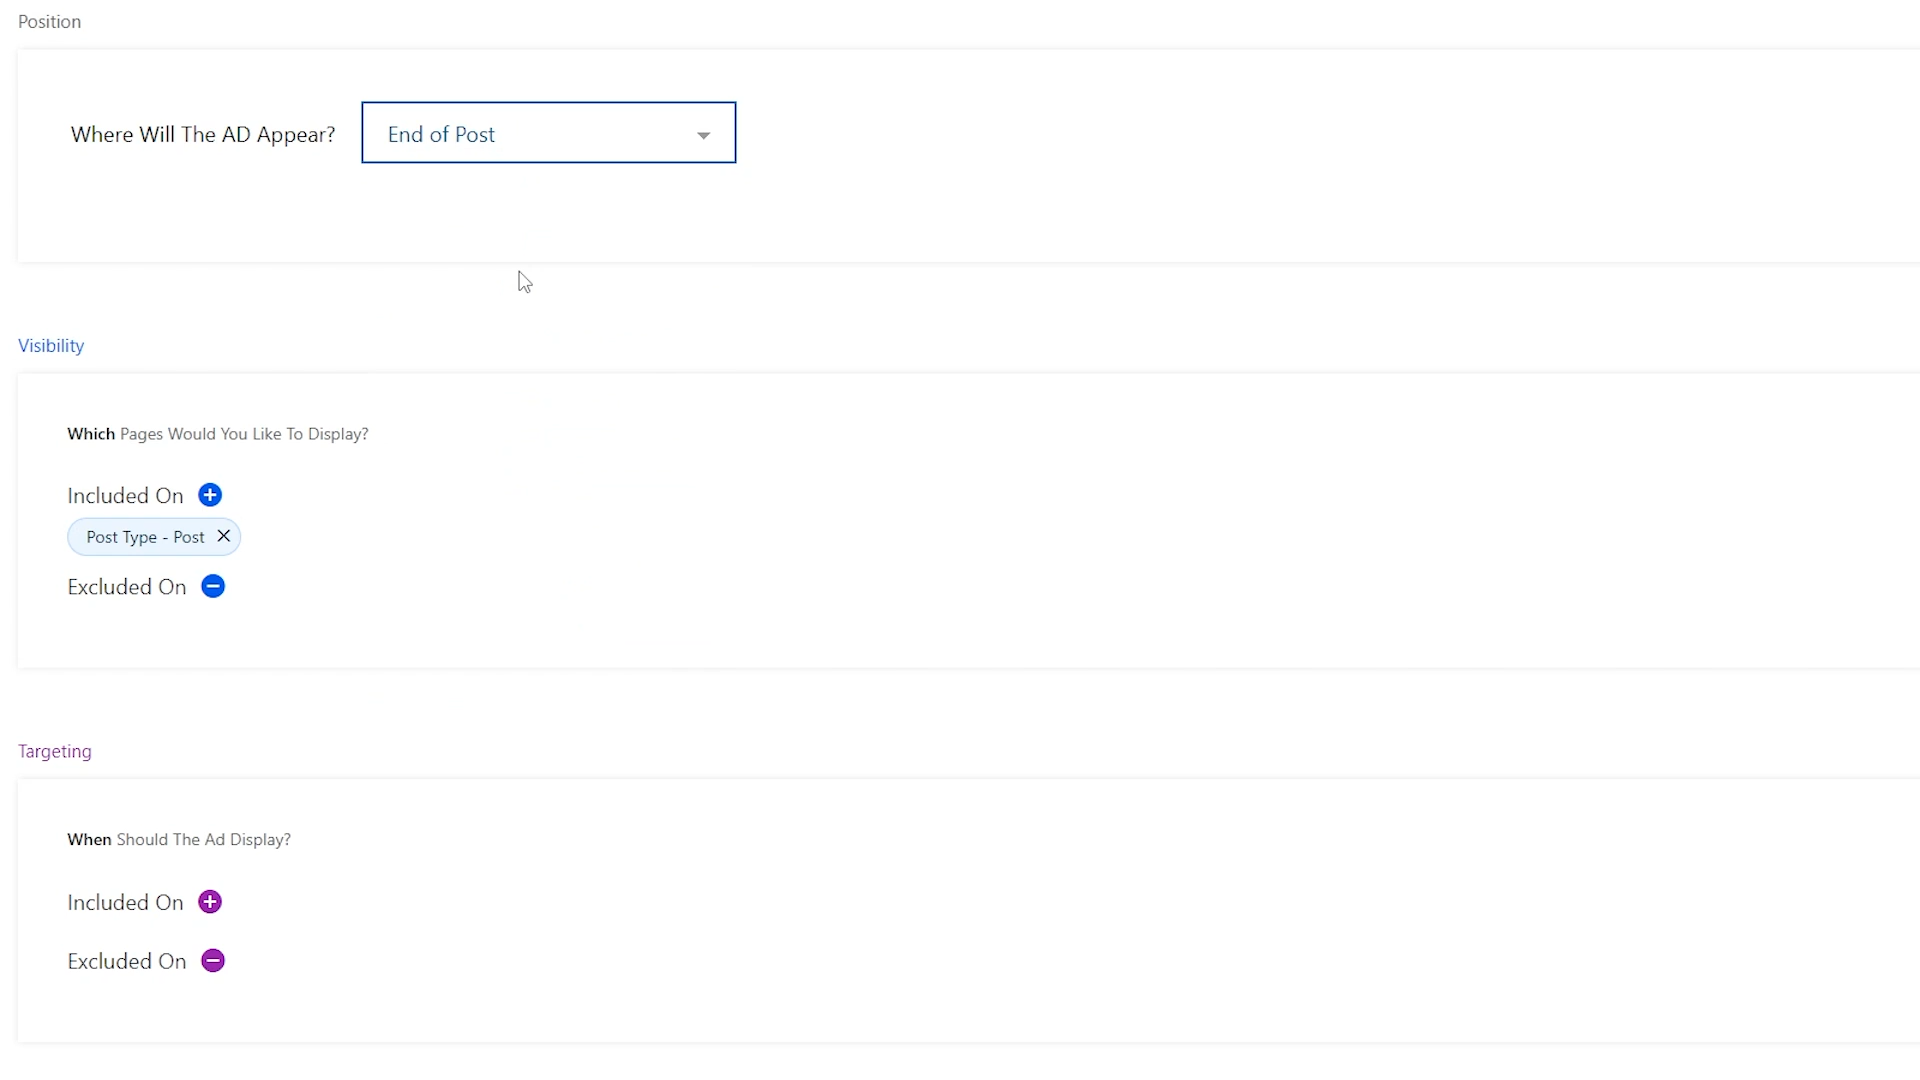 Position
Where Will The AD Appear?
End of Post
Visibility
Which Pages Would You Like To Display?
Included On
Post Type - Post
Excluded On
Targeting
When Should The Ad Display?
Included On
Excluded On